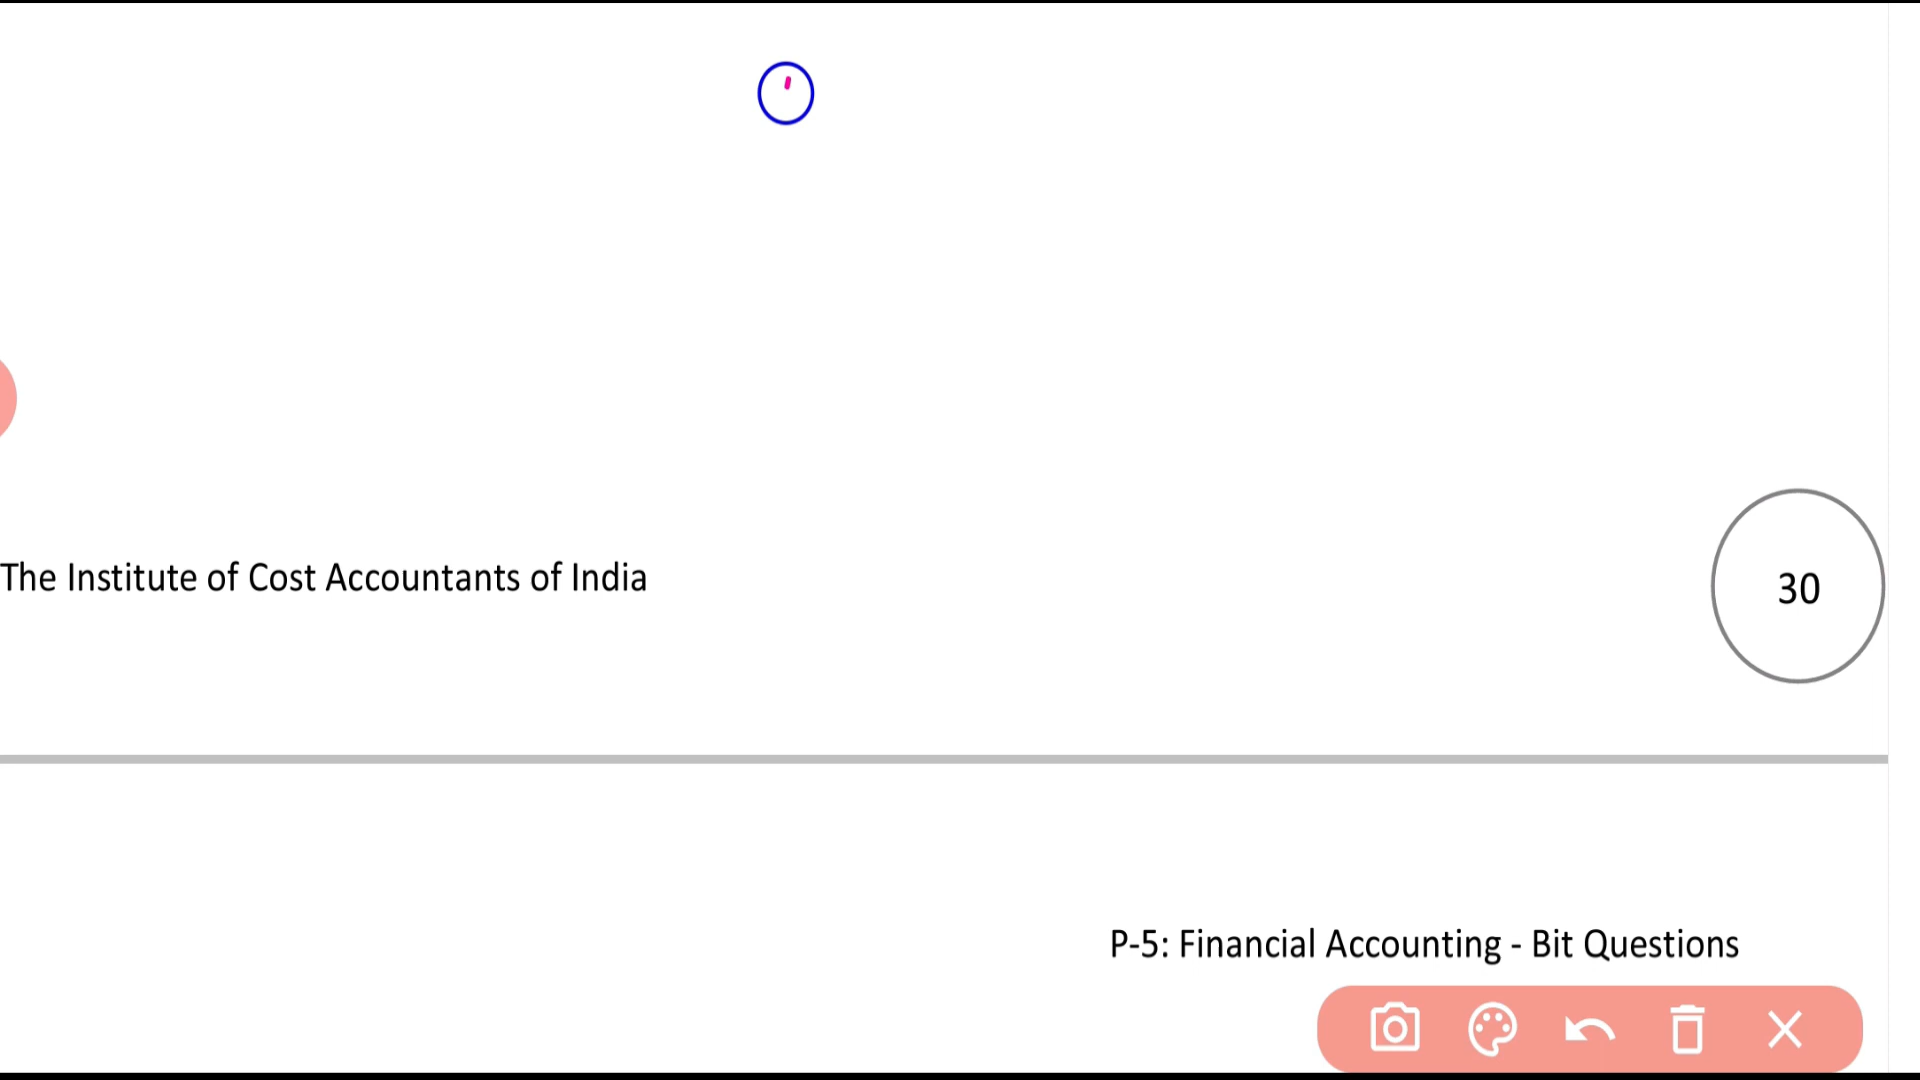 The Institute of Cost Accountants of India
30
P-5: Financial Accounting - Bit Questions